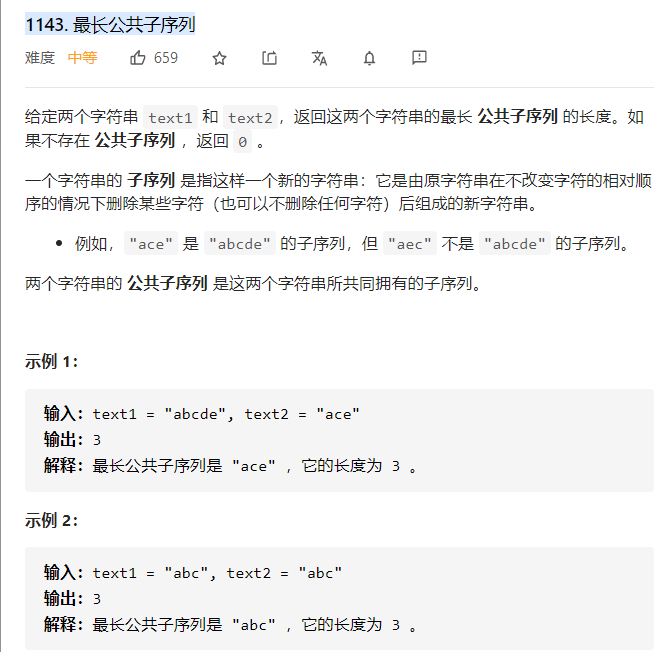 1143. 最长公共子序列
难度 中等 659
给定两个字符串 text1 和 text2，返回这两个字符串的最长 公共子序列 的长度。如
果不存在 公共子序列 ，返回 0 。
一个字符串的 子序列 是指这样一个新的字符串：它是由原字符串在不改变字符的相对顺
序的情况下删除某些字符（也可以不删除任何字符）后组成的新字符串。
• 例如，"ace" 是 "abcde" 的子序列，但 "aec" 不是 "abcde" 的子序列。
两个字符串的 公共子序列 是这两个字符串所共同拥有的子序列。
示例 1：
输入：text1 = "abcde", text2 = "ace"
输出：3
解释：最长公共子序列是 "ace" ，它的长度为 3 。
示例 2：
输入：text1 = "abc", text2 = "abc"
输出：3
解释：最长公共子序列是 "abc" ，它的长度为 3 。